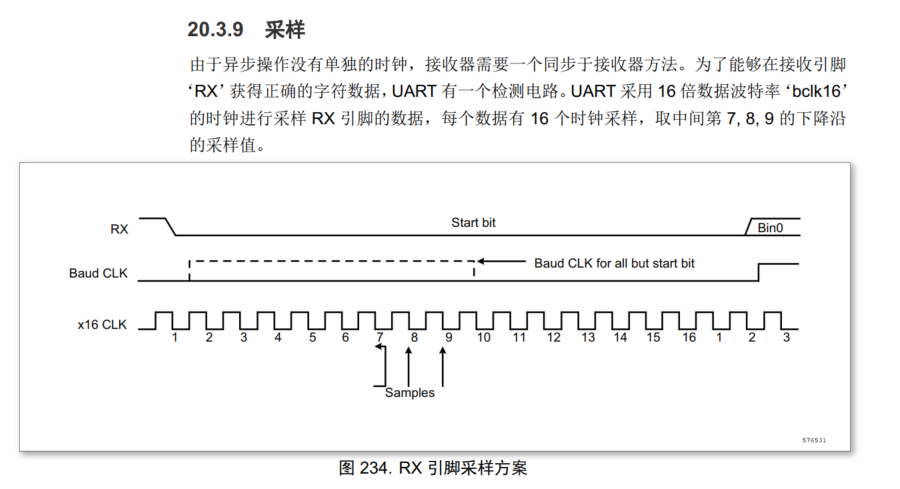 20.3.9 采样
由于异步操作没有单独的时钟，接收器需要一个同步于接收器方法。为了能够在接收引脚
‘RX’ 获得正确的字符数据，UART 有一个检测电路。UART 采用 16 倍数据波特率 ‘bclk16’
的时钟进行采样 RX 引脚的数据，每个数据有 16 个时钟采样，取中间第 7, 8, 9 的下降沿
的采样值。
RX Start bit Bin0
Baud CLK Baud CLK for all but start bit
x16 CLK
1 2 3 4 5 6 7 8 9 10 11 12 13 14 15 16 1 2 3
Samples
576531
图 234. RX 引脚采样方案